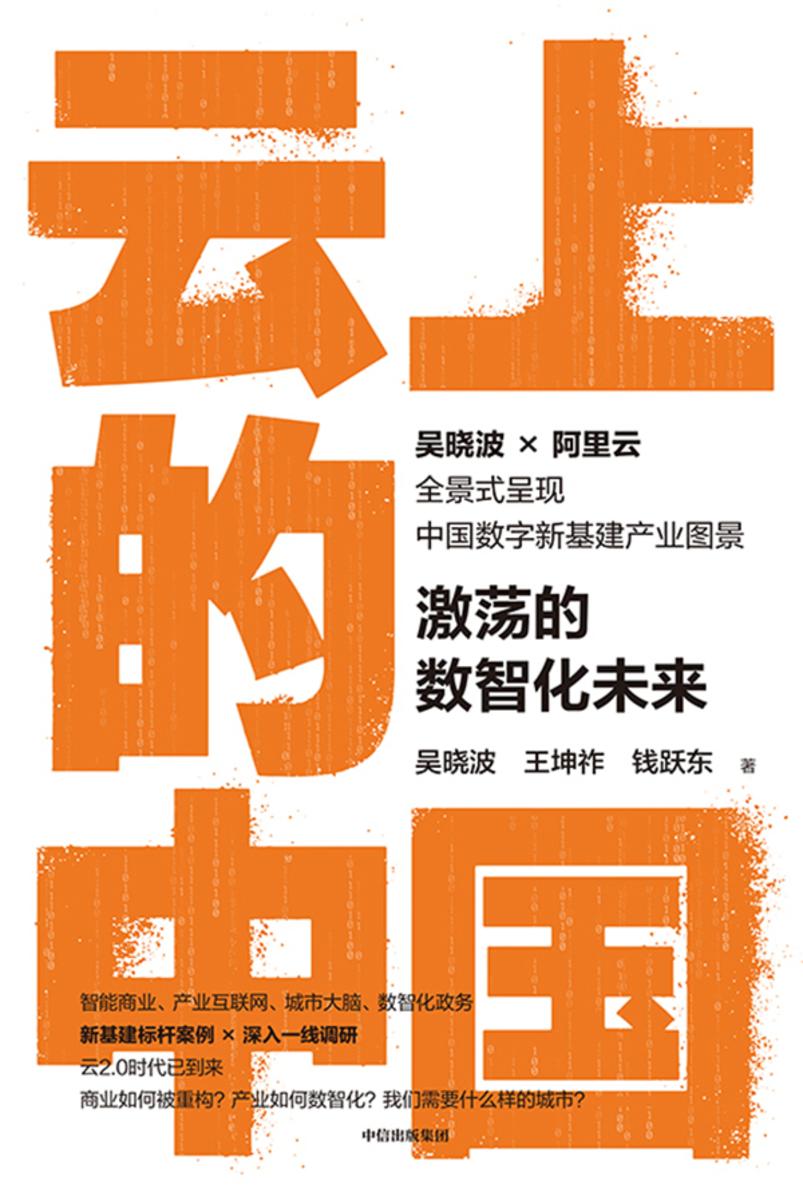 云上
的
中国
吴晓波 × 阿里云
全景式呈现
中国数字新基建产业图景
激荡的
数智化未来
吴晓波 王坤祚 钱跃东 著
智能商业、产业互联网、城市大脑、数智化政务
新基建标杆案例 × 深入一线调研
云2.0时代已到来
商业如何被重构？产业如何数智化？我们需要什么样的城市？
中信出版集团